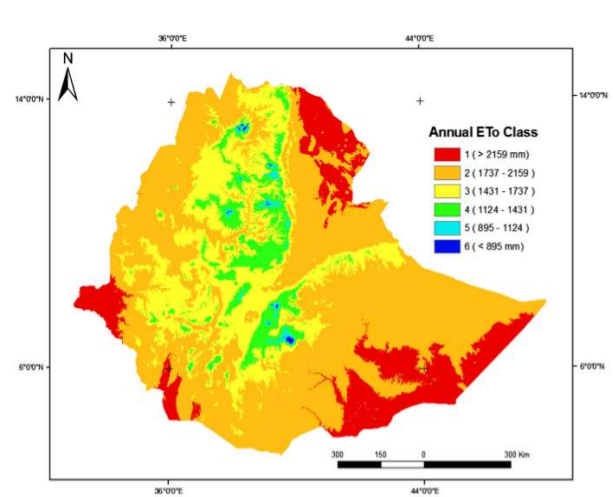 36°0'0"E 44°0'0"E
N
14°0'0"N 14°0'0"N
Annual ETo Class
1 ( > 2159 mm)
2 ( 1737 - 2159 )
3 ( 1431 - 1737 )
4 ( 1124 - 1431 )
5 ( 895 - 1124 )
6 ( < 895 mm)
6°0'0"N 6°0'0"N
300 150 0 300 Km
36°0'0"E 44°0'0"E